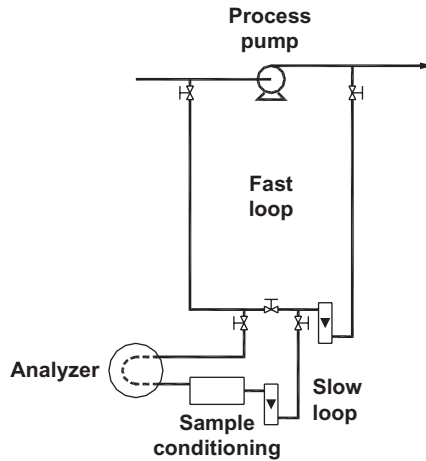 Process
pump
Fast
loop
Analyzer
Slow
loop
Sample
conditioning